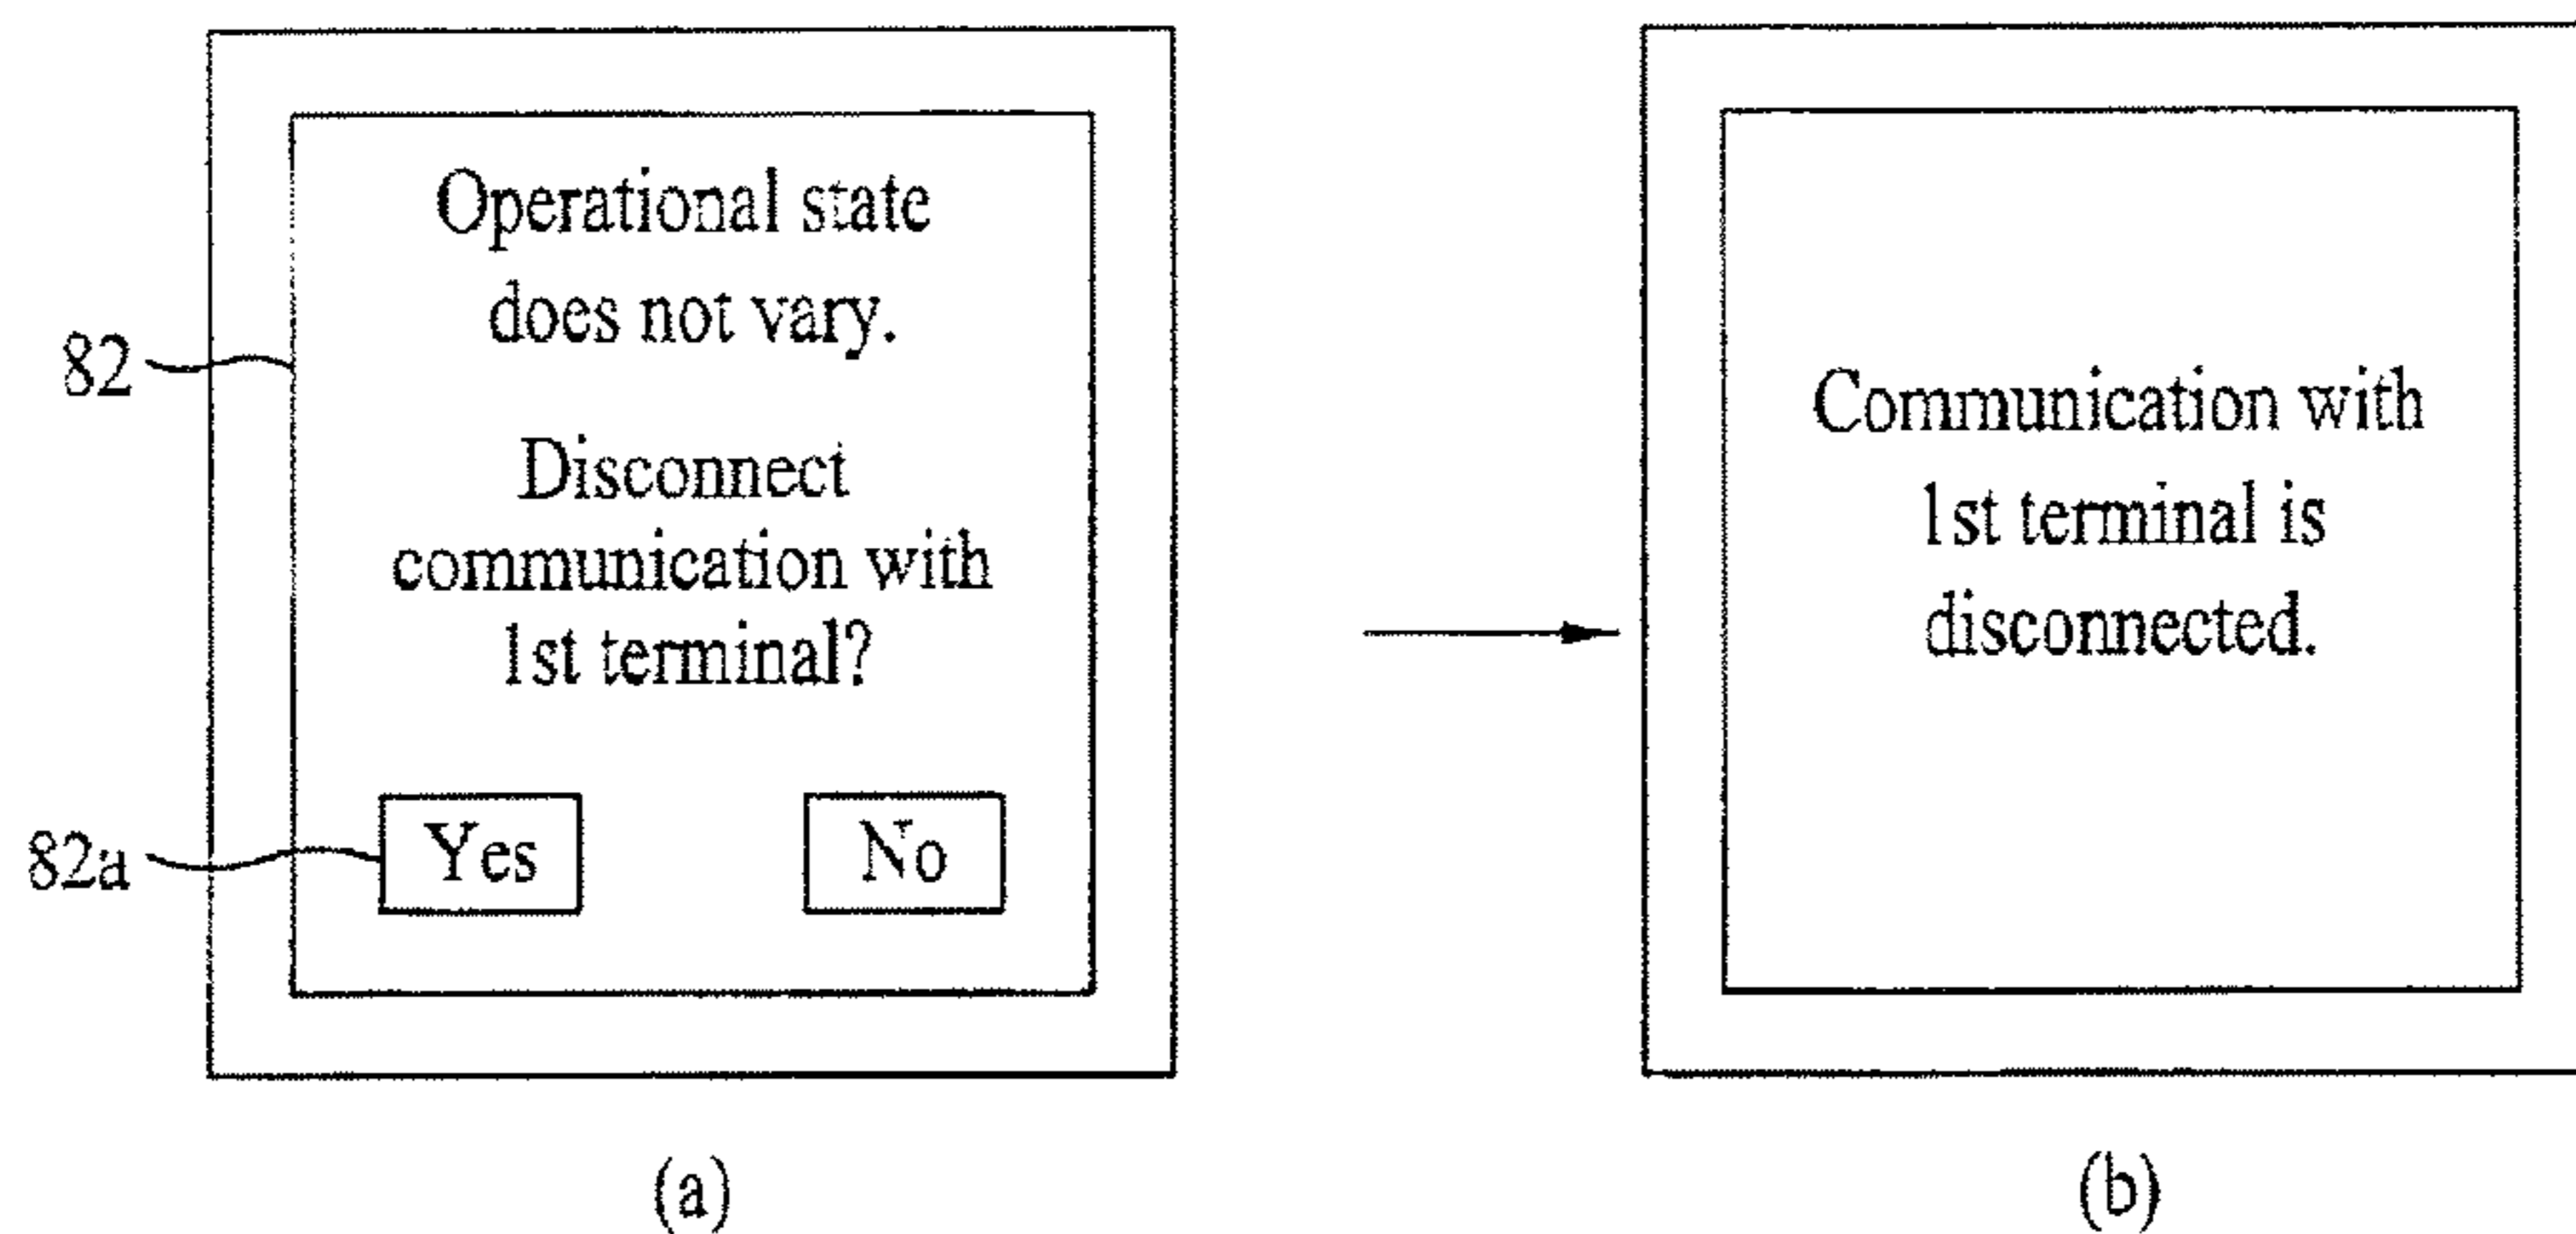 Operational state
does not vary.
82
Disconnect
communication with
1st terminal?
82a
Yes
No
(a)
Communication with
1st terminal is
disconnected.
(b)